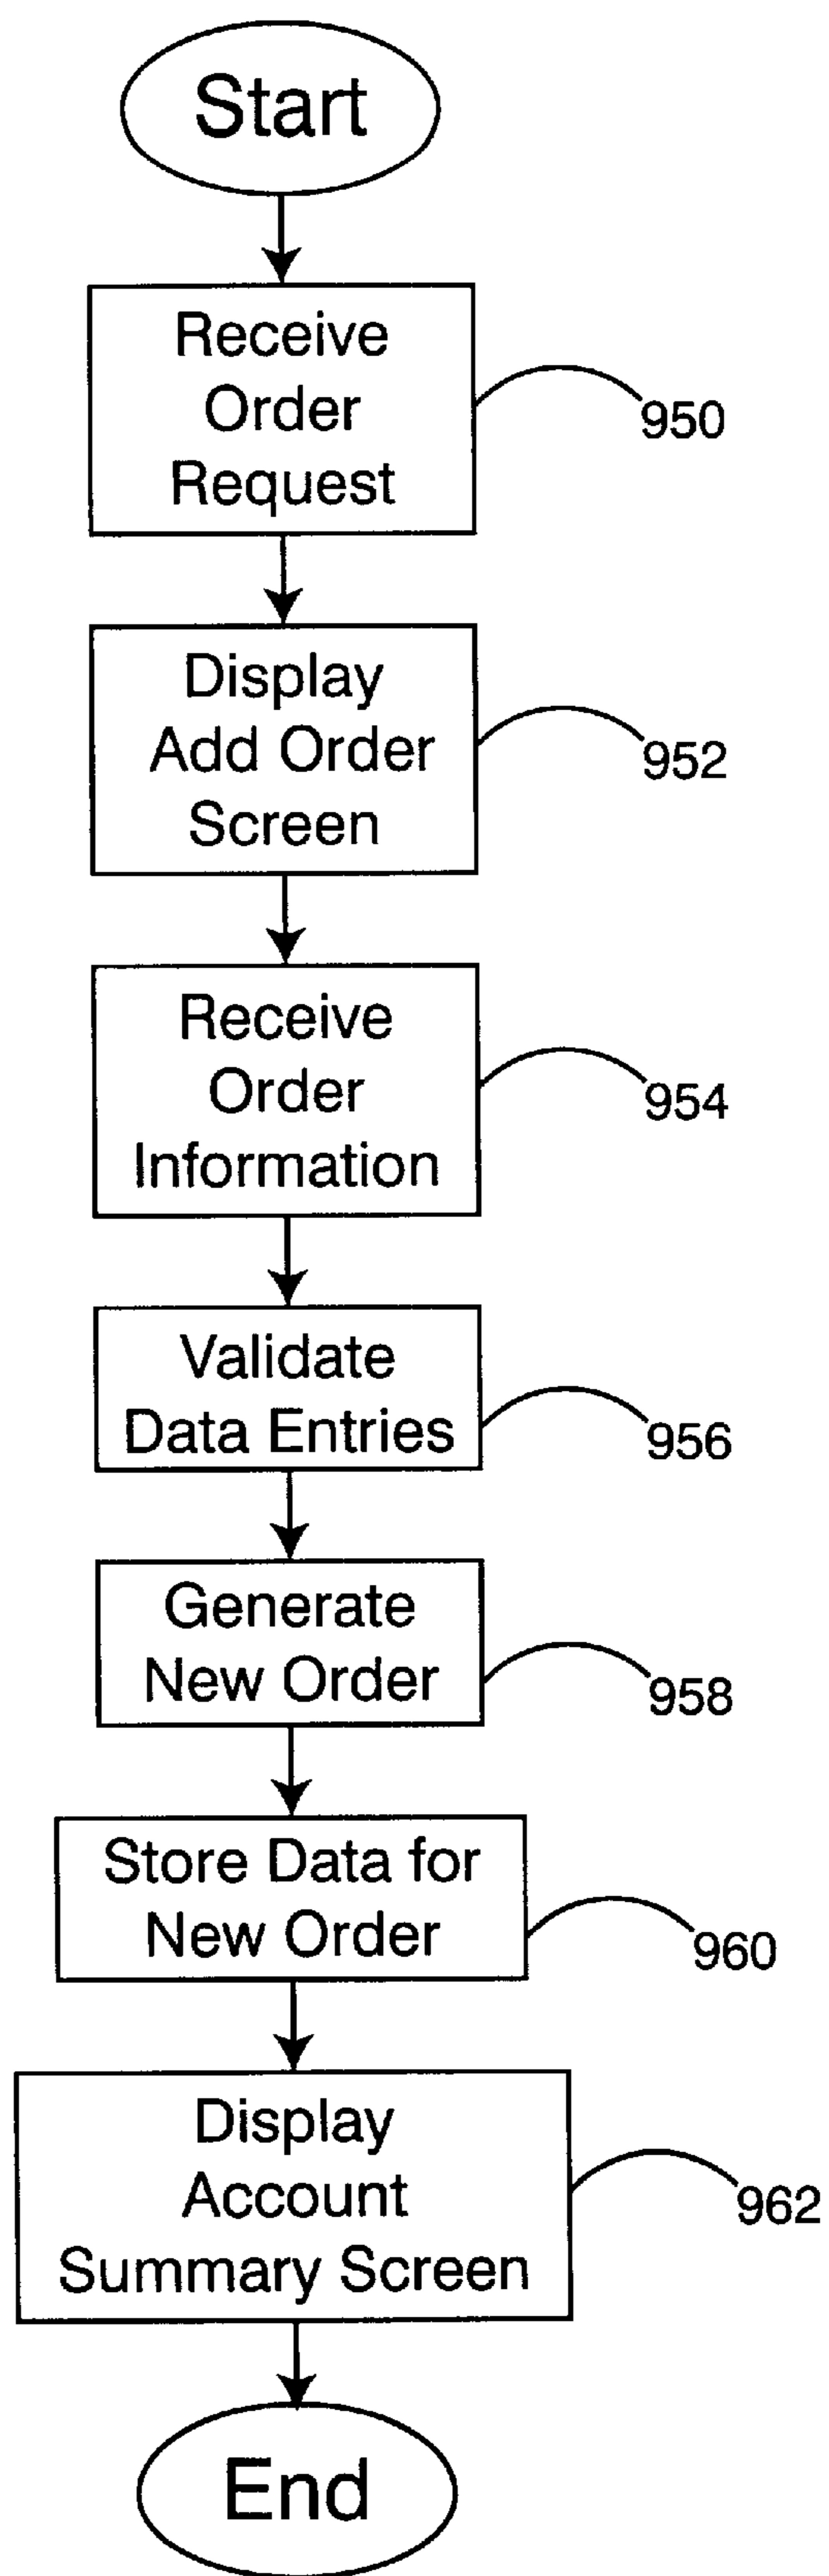 Start
Receive
Order
Request
950
Display
Add Order
Screen
952
Receive
Order
Information
954
Validate
Data Entries
956
Generate
New Order
958
Store Data for
New Order
960
Display
Account
Summary Screen
962
End